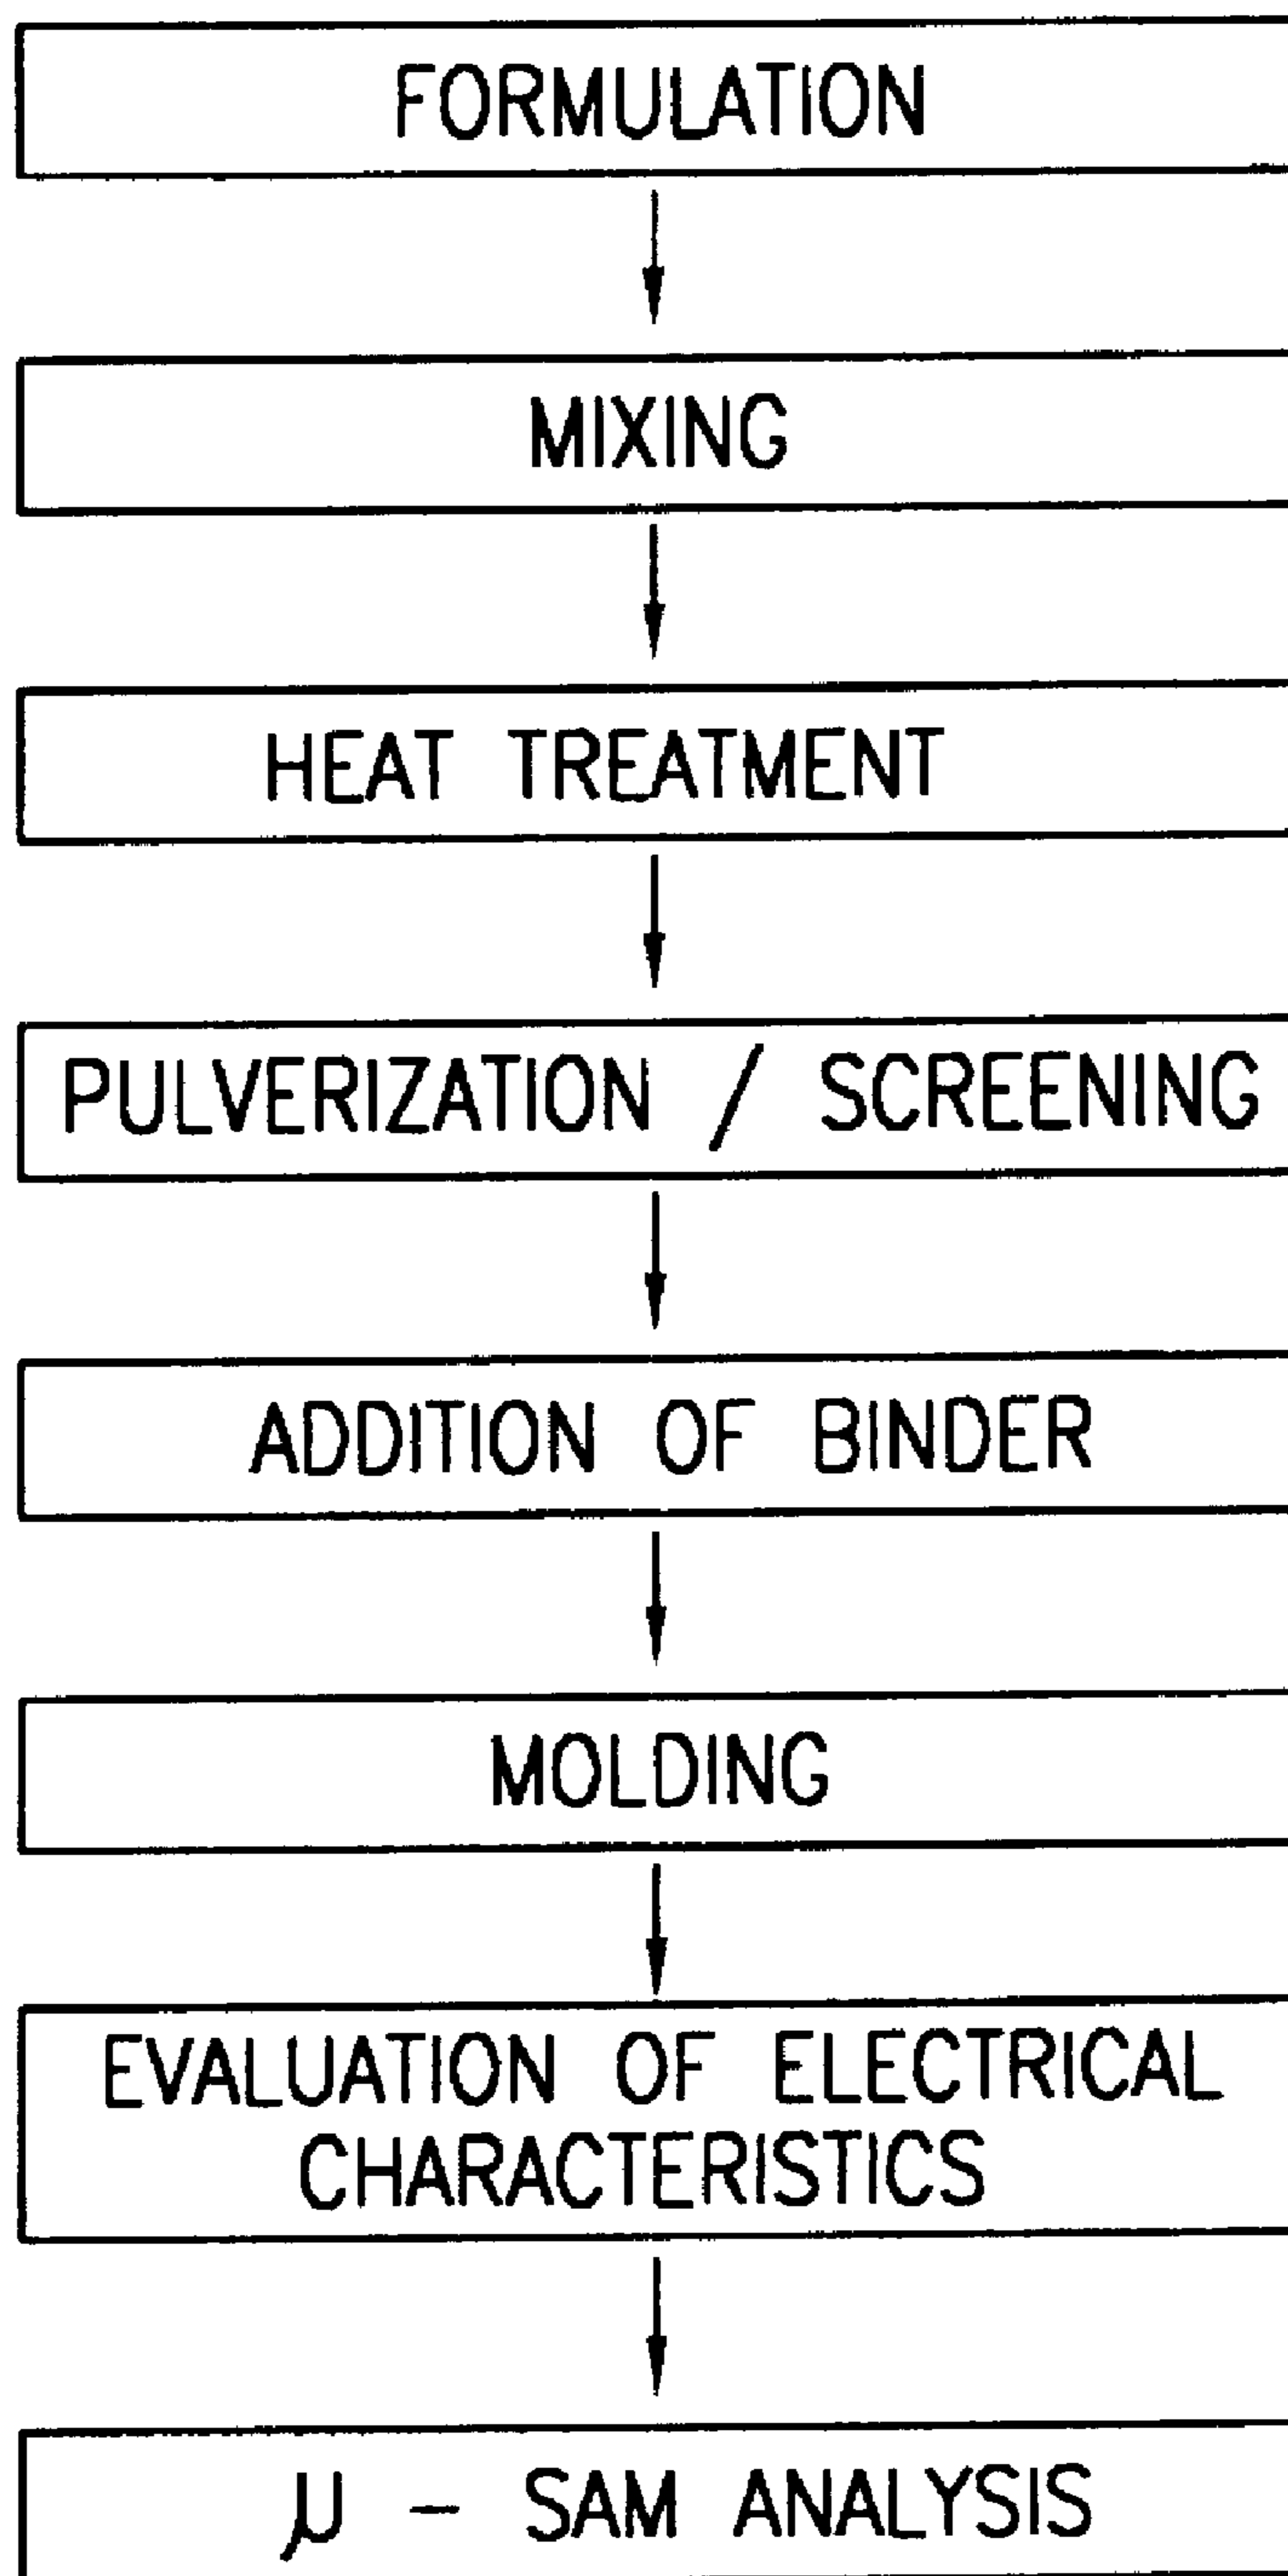 FORMULATION
MIXING
HEAT TREATMENT
PULVERIZATION / SCREENING
ADDITION OF BINDER
MOLDING
EVALUATION OF ELECTRICAL
CHARACTERISTICS
μ - SAM ANALYSIS